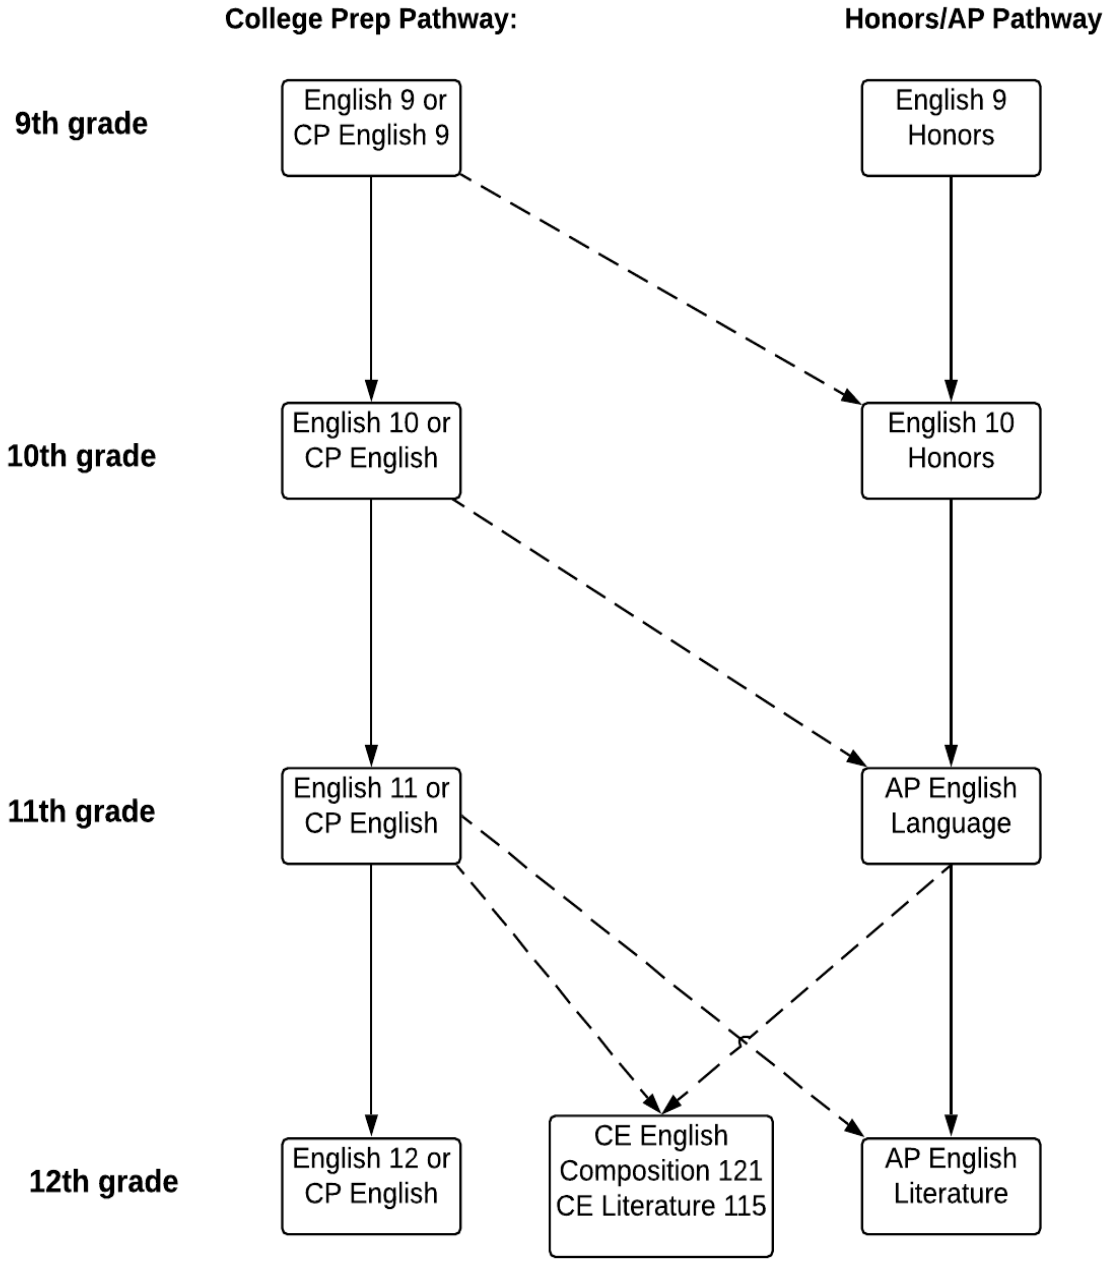 College Prep Pathway:
Honors/AP Pathway
9th grade
English 9 or
CP English 9
English 9
Honors
10th grade
English 10 or
CP English
English 10
Honors
11th grade
English 11 or
CP English
AP English
Language
12th grade
English 12 or
CP English
CE English
Composition 121
CE Literature 115
AP English
Literature